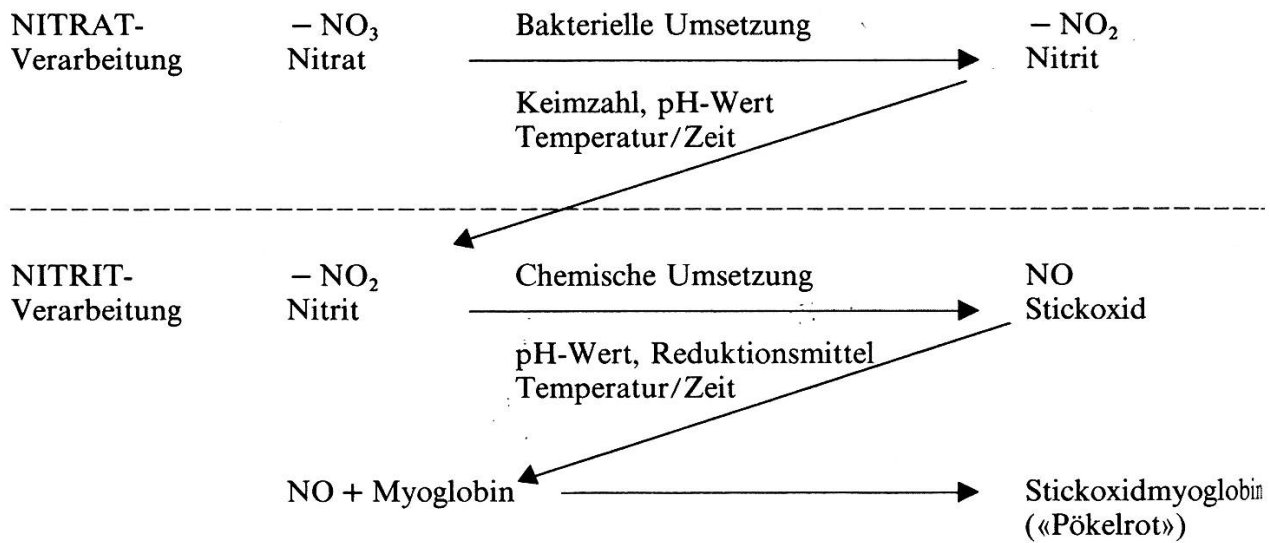 NITRAT- − NO₃ Bakterielle Umsetzung − NO₂
Verarbeitung Nitrat Nitrit
Keimzahl, pH-Wert
Temperatur/Zeit
NITRIT- − NO₂ Chemische Umsetzung NO
Verarbeitung Nitrit Stickoxid
pH-Wert, Reduktionsmittel
Temperatur/Zeit
NO + Myoglobin Stickoxidmyoglobin
(«Pökelrot»)